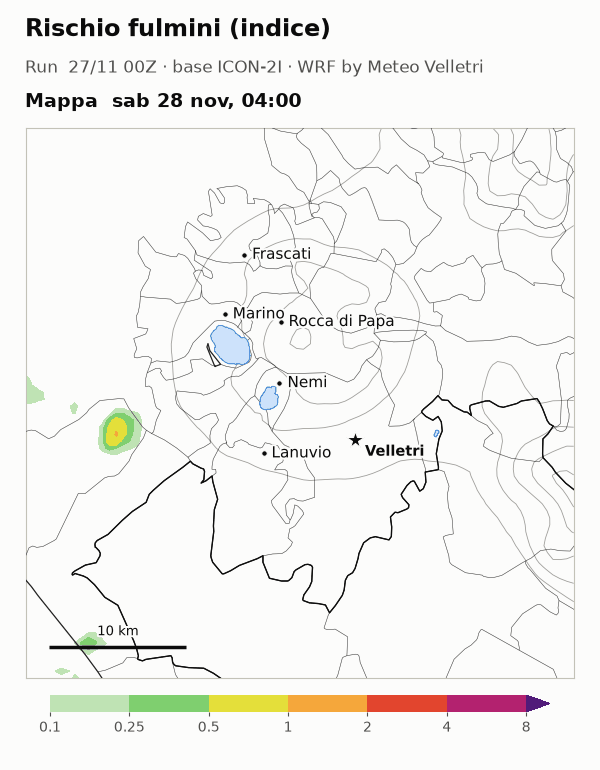 Rischio fulmini (indice)
Run  27/11 00Z · base ICON-2I · WRF by Meteo Velletri
Mappa  sab 28 nov, 04:00
Frascati
Marino
Rocca di Papa
Nemi
Velletri
Lanuvio
10 km
0.1 0.25 0.5 1 2 4 8